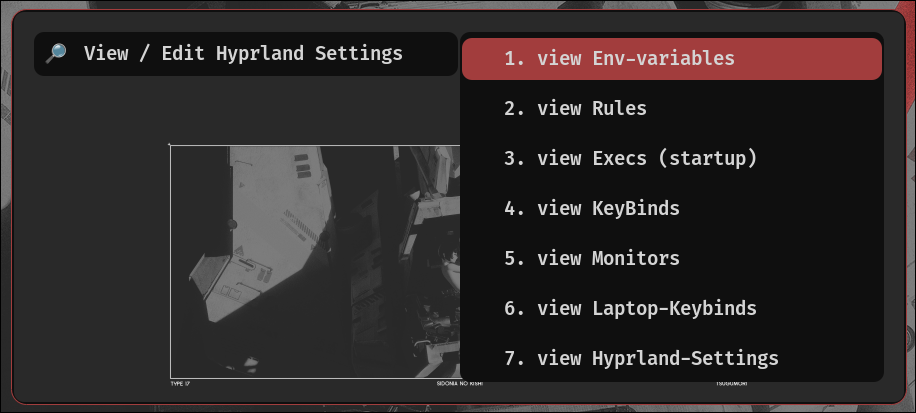 View / Edit Hyprland Settings
1. view Env-variables
2. view Rules
3. view Execs (startup)
4. view KeyBinds
5. view Monitors
6. view Laptop-Keybinds
7. view Hyprland-Settings
TYPE 17
SIDONIA NO KISHI
TSUGUMORI